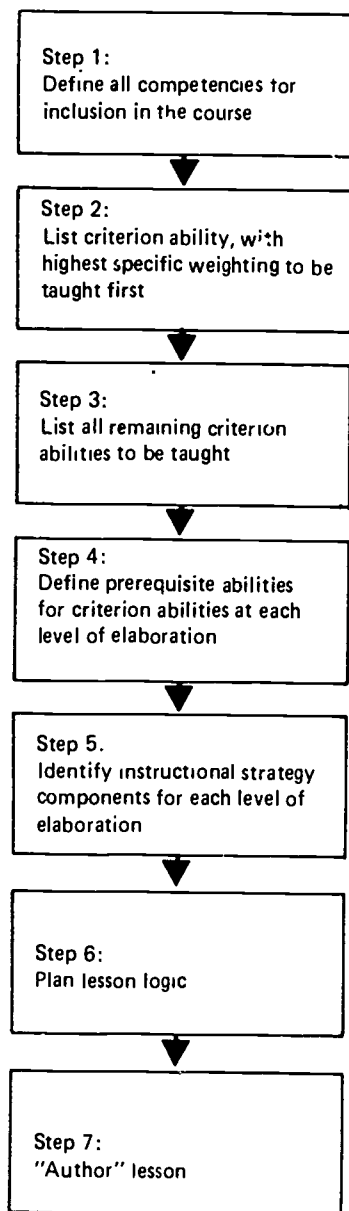 Step 1:
Define all competencies for
inclusion in the course
Step 2:
List criterion ability, with
highest specific weighting to be
taught first
Step 3:
List all remaining criterion
abilities to be taught
Step 4:
Define prerequisite abilities
for criterion abilities at each
level of elaboration
Step 5.
Identify instructional strategy
components for each level of
elaboration
Step 6:
Plan lesson logic
Step 7:
"Author" lesson